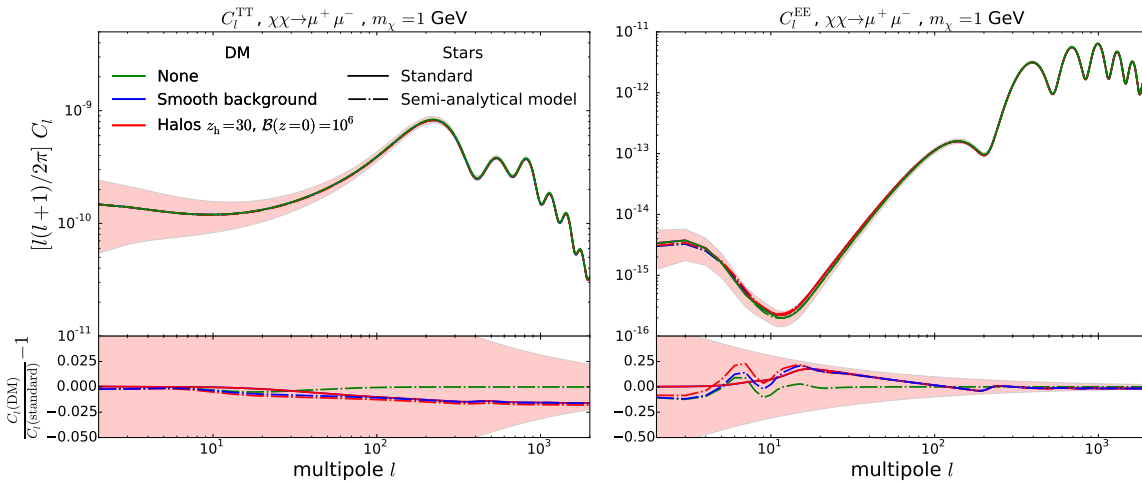 $C_l^{\mathrm{TT}}$, $\chi\chi\to\mu^+\mu^-$, $m_\chi=1$ GeV
DM Stars
None Standard
Smooth background Semi-analytical model
Halos $z_{\mathrm{h}}=30$, $\mathcal{B}(z=0)=10^6$
$[l(l+1)/2\pi]\ C_l$
$10^{-9}$
$10^{-10}$
$10^{-11}$
$\frac{C_l(\mathrm{DM})}{C_l(\mathrm{standard})}-1$
0.025
0.000
−0.025
−0.050
$10^1$ $10^2$ $10^3$
multipole $l$
$C_l^{\mathrm{EE}}$, $\chi\chi\to\mu^+\mu^-$, $m_\chi=1$ GeV
$10^{-11}$
$10^{-12}$
$10^{-13}$
$10^{-14}$
$10^{-15}$
$10^{-16}$
0.25
0.00
−0.25
−0.50
$10^1$ $10^2$ $10^3$
multipole $l$